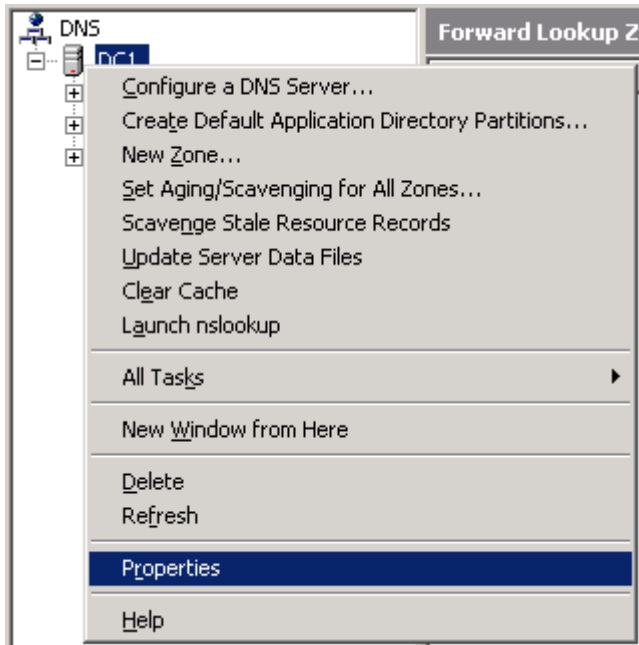 DNS
Forward Lookup Z
DC1
Configure a DNS Server...
Create Default Application Directory Partitions...
New Zone...
Set Aging/Scavenging for All Zones...
Scavenge Stale Resource Records
Update Server Data Files
Clear Cache
Launch nslookup
All Tasks
New Window from Here
Delete
Refresh
Properties
Help